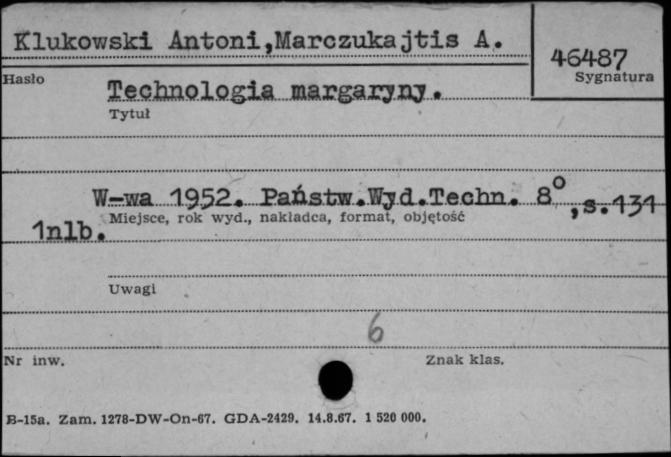 Klukowski Antoni,Marczukajtis A.
46487
Sygnatura
Hasło
Technologia margaryny.
Tytuł
W-wa 1952. Państw.Wyd.Techn. 8° ,s.131
Miejsce, rok wyd., nakładca, format, objętość
1nlb.
Uwagi
6
Nr inw.
Znak klas.
B-15a. Zam. 1278-DW-On-67. GDA-2429. 14.8.67. 1 520 000.